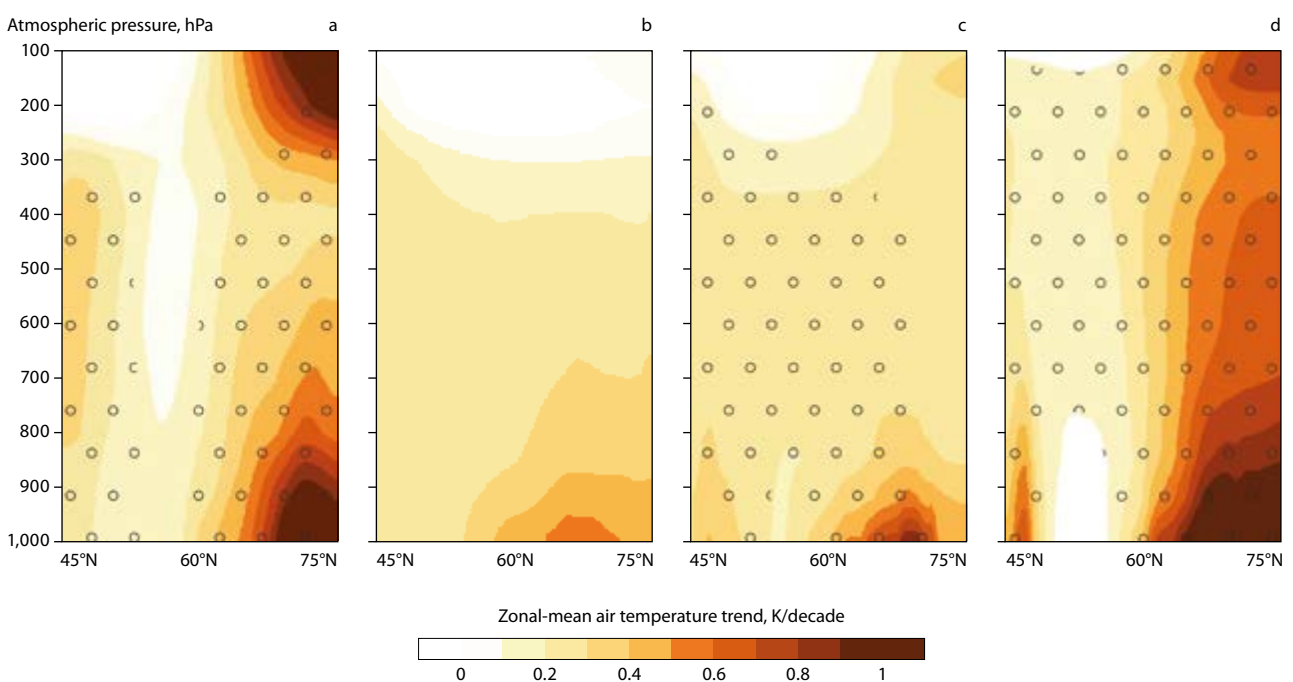 Atmospheric pressure, hPa a b c d
100
200
300
400
500
600
700
800
900
1,000
45°N 60°N 75°N 45°N 60°N 75°N 45°N 60°N 75°N 45°N 60°N 75°N
Zonal-mean air temperature trend, K/decade
0 0.2 0.4 0.6 0.8 1